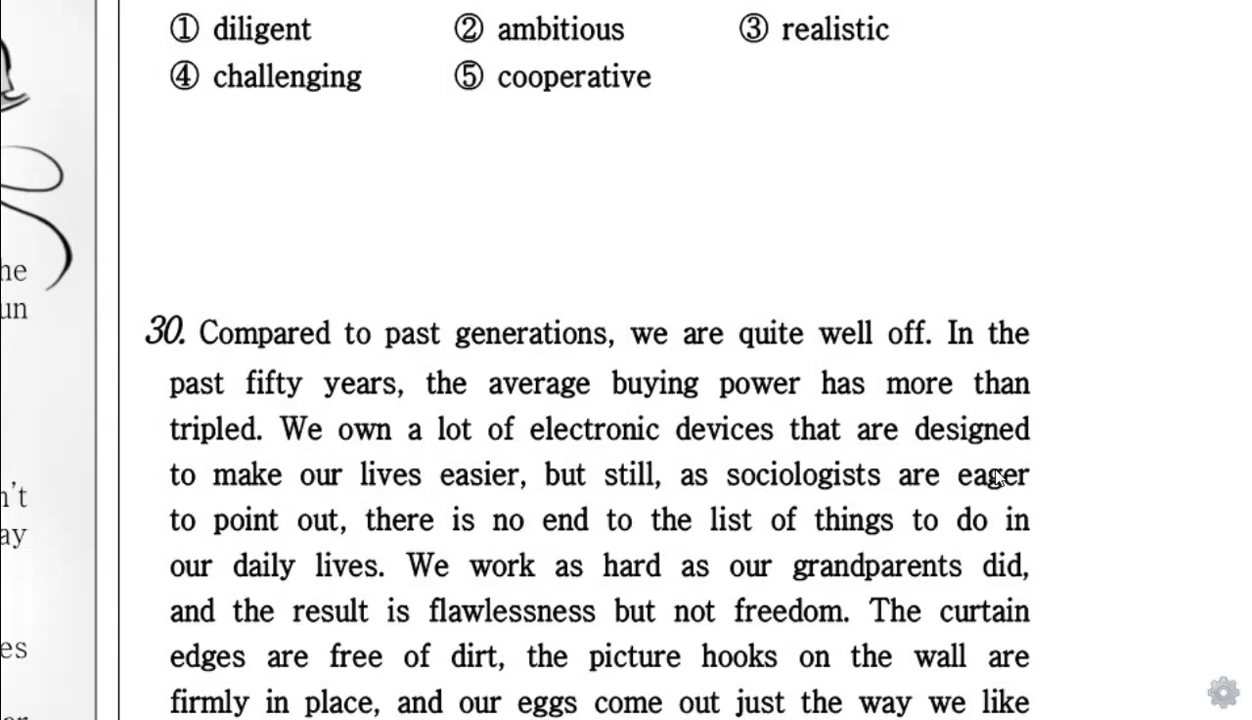 ① diligent ② ambitious ③ realistic
④ challenging ⑤ cooperative
he
un
n't
ay
es
30. Compared to past generations, we are quite well off. In the
past fifty years, the average buying power has more than
tripled. We own a lot of electronic devices that are designed
to make our lives easier, but still, as sociologists are eager
to point out, there is no end to the list of things to do in
our daily lives. We work as hard as our grandparents did,
and the result is flawlessness but not freedom. The curtain
edges are free of dirt, the picture hooks on the wall are
firmly in place, and our eggs come out just the way we like